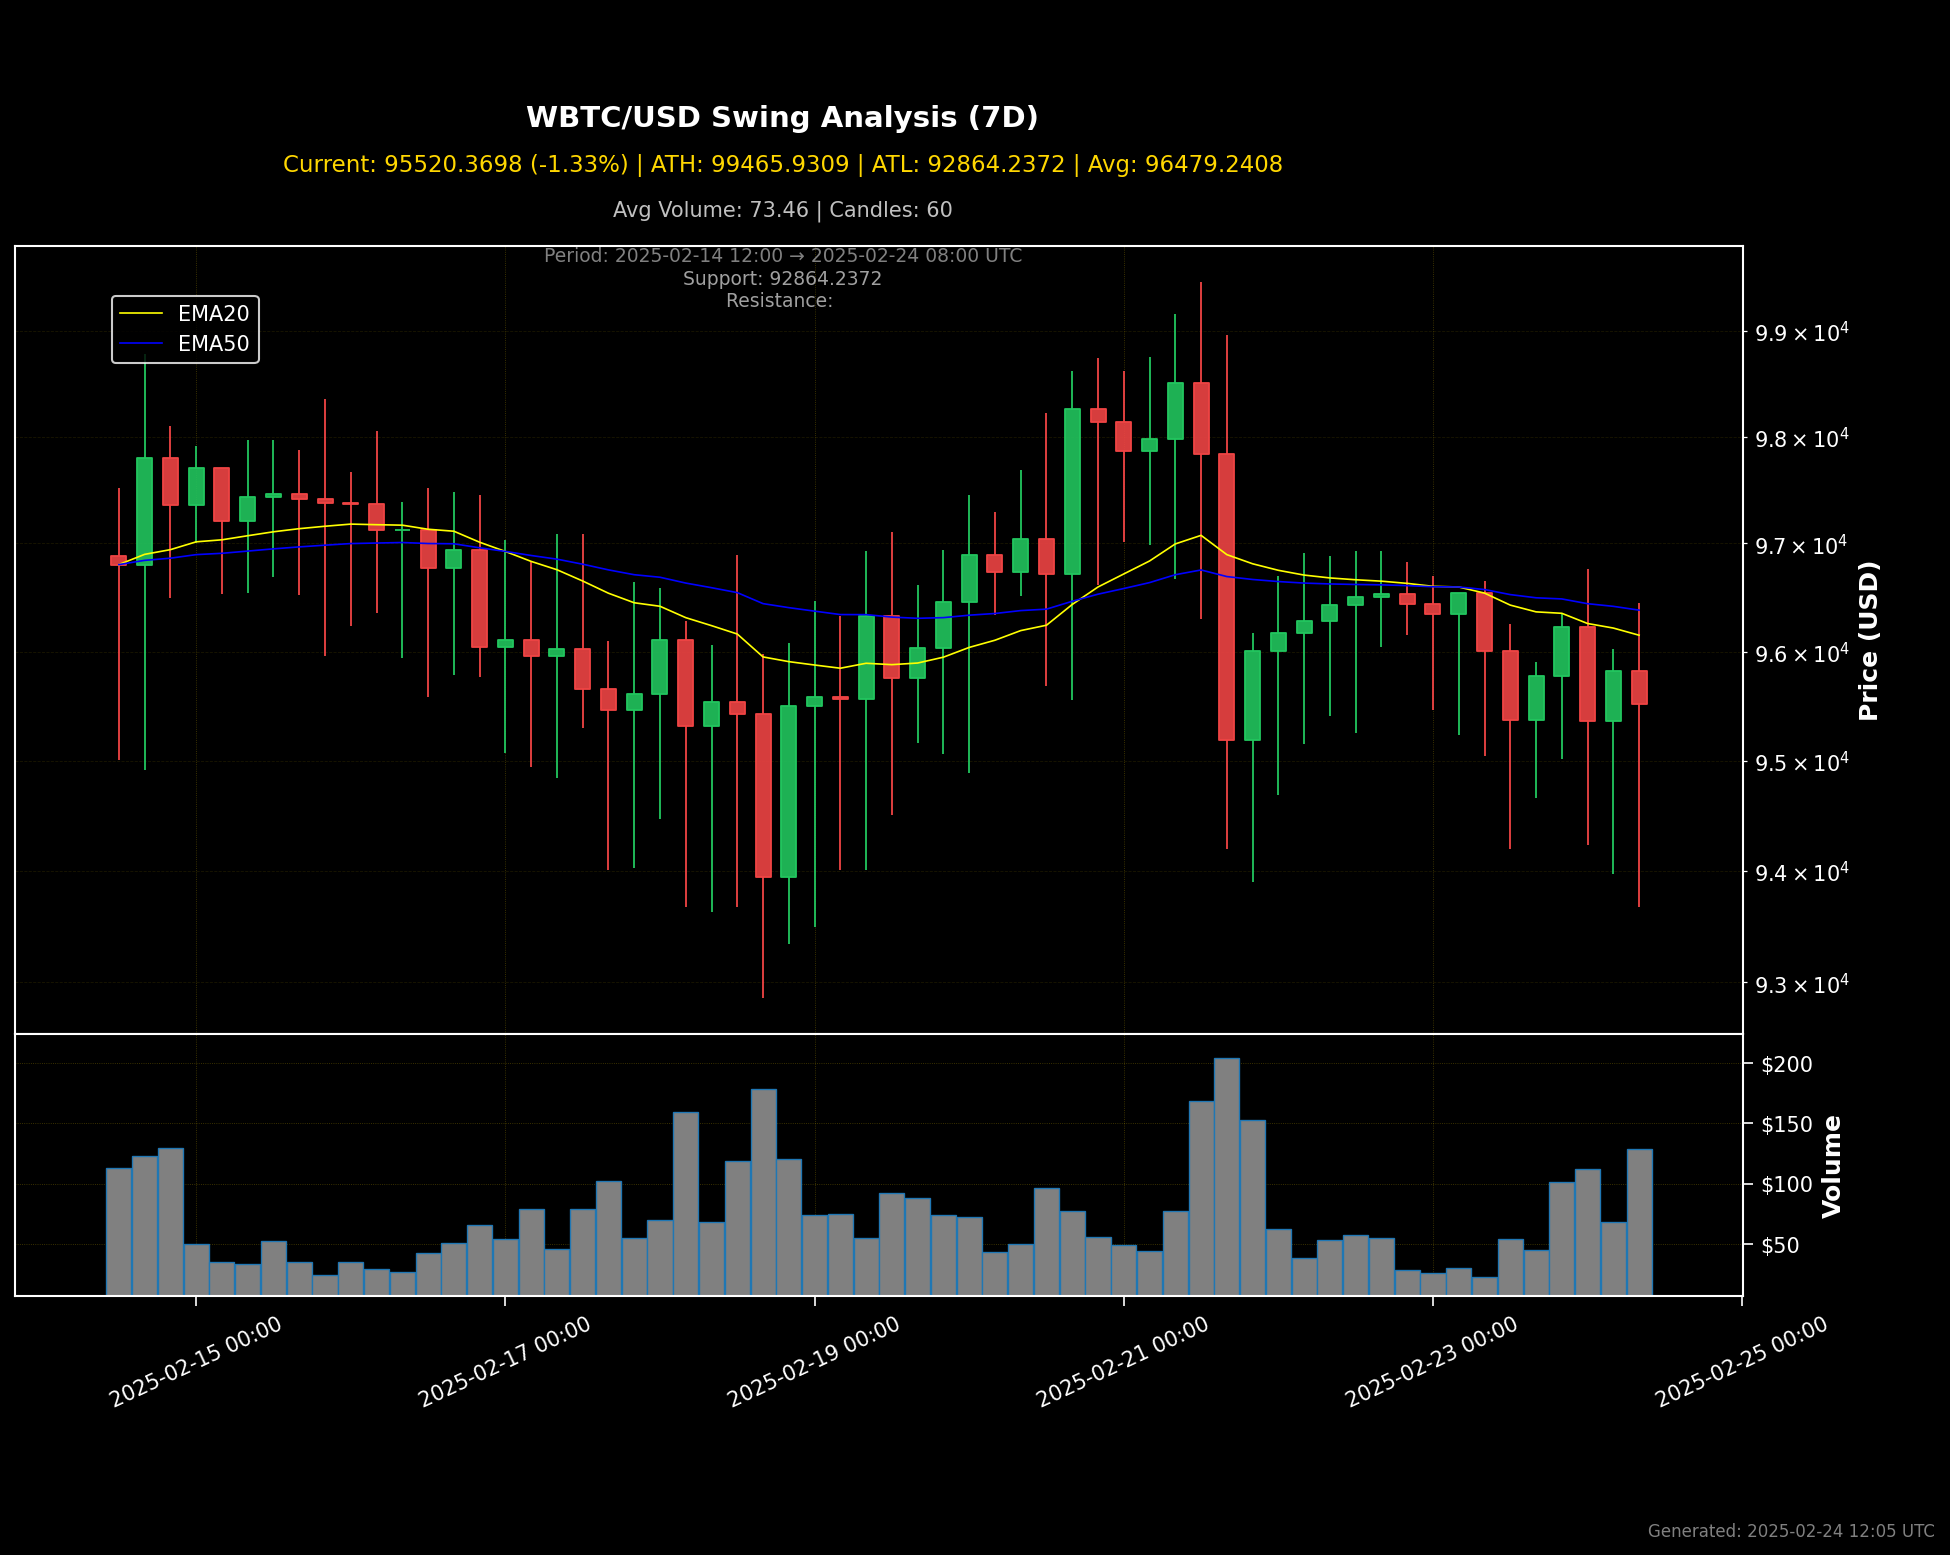 WBTC/USD Swing Analysis (7D)
Current: 95520.3698 (-1.33%) | ATH: 99465.9309 | ATL: 92864.2372 | Avg: 96479.2408
Avg Volume: 73.46 | Candles: 60
Period: 2025-02-14 12:00 → 2025-02-24 08:00 UTC
Support: 92864.2372
Resistance:
EMA20
EMA50
9.9 × 10⁴
9.8 × 10⁴
9.7 × 10⁴
9.6 × 10⁴
9.5 × 10⁴
9.4 × 10⁴
9.3 × 10⁴
Price (USD)
$200
$150
$100
$50
Volume
2025-02-15 00:00
2025-02-17 00:00
2025-02-19 00:00
2025-02-21 00:00
2025-02-23 00:00
2025-02-25 00:00
Generated: 2025-02-24 12:05 UTC